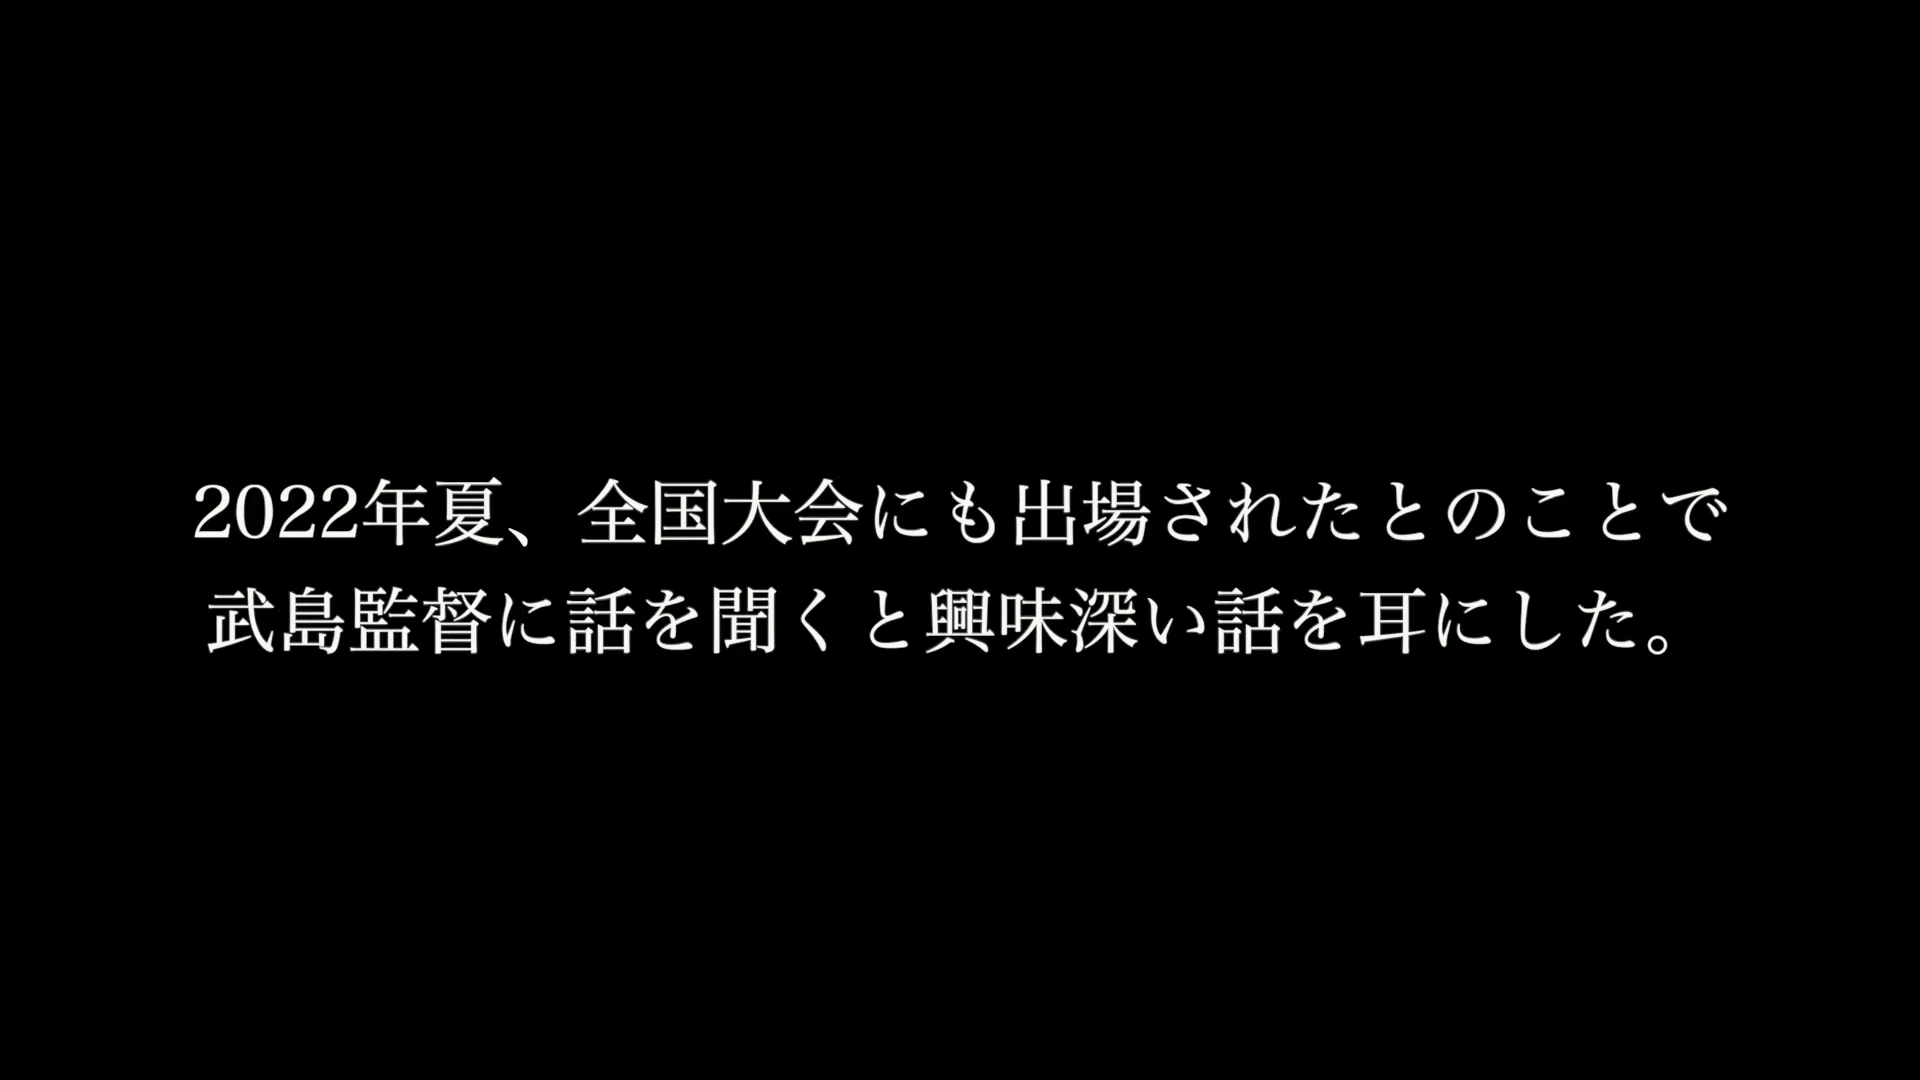 2022年夏、全国大会にも出場されたとのことで
武島監督に話を聞くと興味深い話を耳にした。